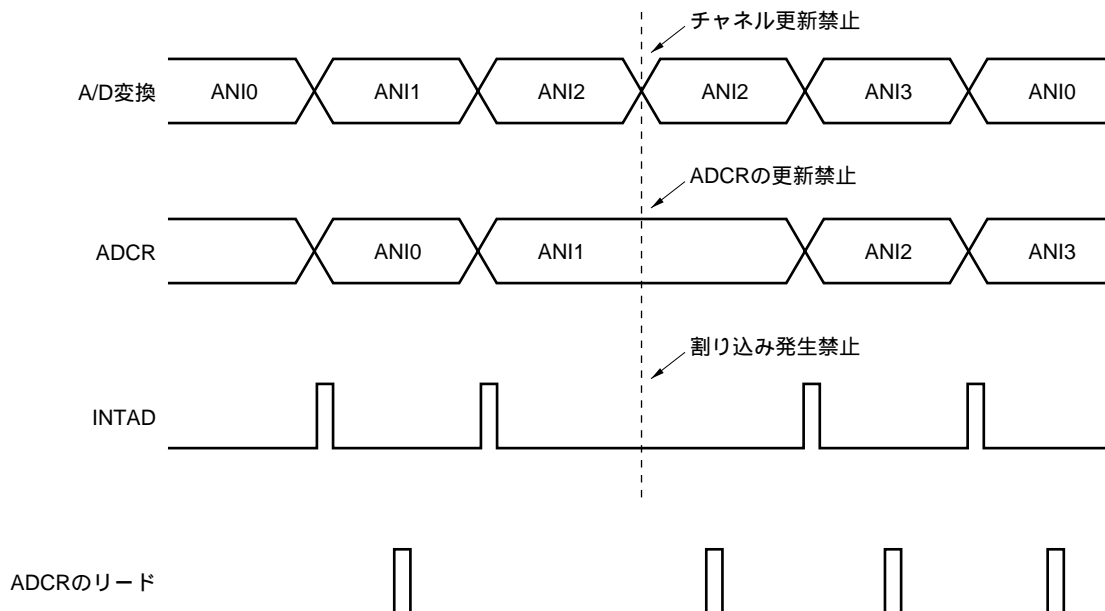 チャネル更新禁止
A/D変換 ANI0 ANI1 ANI2 ANI2 ANI3 ANI0
ADCRの更新禁止
ADCR ANI0 ANI1 ANI2 ANI3
割り込み発生禁止
INTAD
ADCRのリード